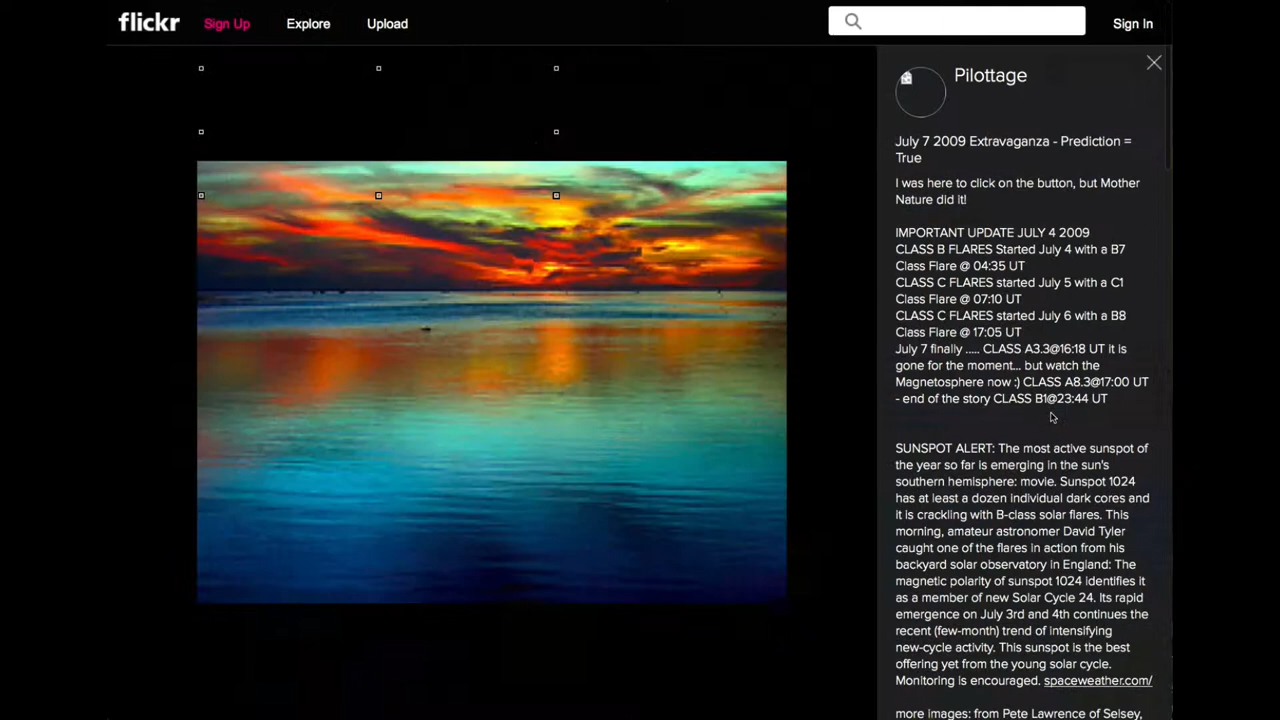 flickr Sign Up Explore Upload Sign In
Pilottage
July 7 2009 Extravaganza - Prediction =
True
I was here to click on the button, but Mother
Nature did it!
IMPORTANT UPDATE JULY 4 2009
CLASS B FLARES Started July 4 with a B7
Class Flare @ 04:35 UT
CLASS C FLARES started July 5 with a C1
Class Flare @ 07:10 UT
CLASS C FLARES started July 6 with a B8
Class Flare @ 17:05 UT
July 7 finally ..... CLASS A3.3@16:18 UT it is
gone for the moment... but watch the
Magnetosphere now ;) CLASS A8.3@17:00 UT
- end of the story CLASS B1@23:44 UT
SUNSPOT ALERT: The most active sunspot of
the year so far is emerging in the sun's
southern hemisphere: movie. Sunspot 1024
has at least a dozen individual dark cores and
it is crackling with B-class solar flares. This
morning, amateur astronomer David Tyler
caught one of the flares in action from his
backyard solar observatory in England: The
magnetic polarity of sunspot 1024 identifies it
as a member of new Solar Cycle 24. Its rapid
emergence on July 3rd and 4th continues the
recent (few-month) trend of intensifying
new-cycle activity. This sunspot is the best
offering yet from the young solar cycle.
Monitoring is encouraged. spaceweather.com/
more images: from Pete Lawrence of Selsey,